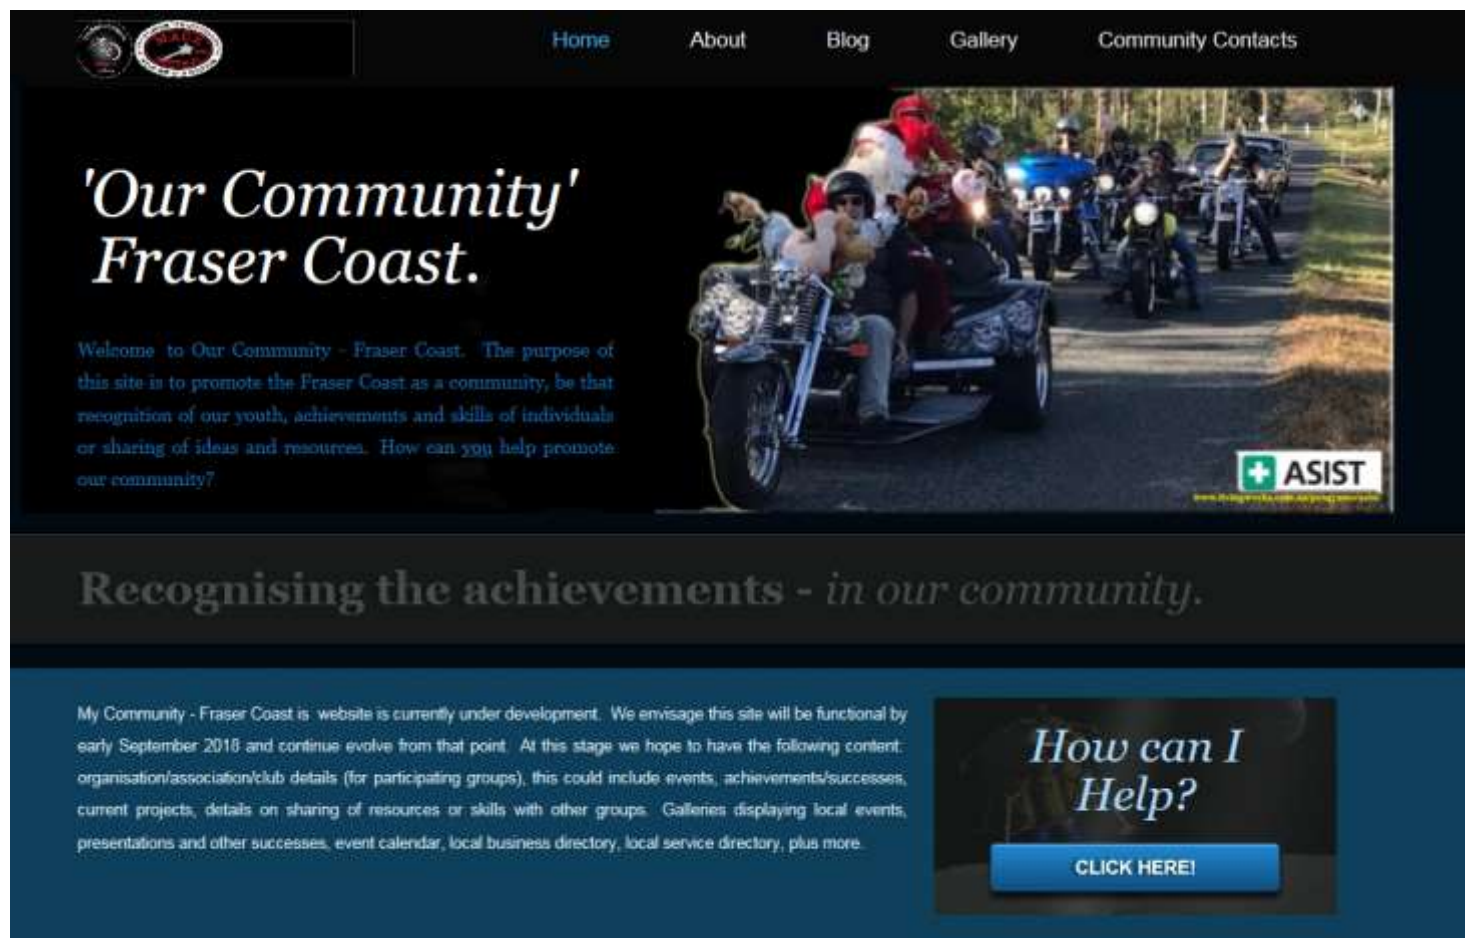 Home About Blog Gallery Community Contacts
'Our Community'
Fraser Coast.
Welcome to Our Community - Fraser Coast. The purpose of
this site is to promote the Fraser Coast as a community, be that
recognition of our youth, achievements and skills of individuals
or sharing of ideas and resources. How can you help promote
our community?
ASIST
Recognising the achievements - in our community.
My Community - Fraser Coast is website is currently under development. We envisage this site will be functional by
early September 2018 and continue evolve from that point. At this stage we hope to have the following content:
organisation/association/club details (for participating groups), this could include events, achievements/successes,
current projects, details on sharing of resources or skills with other groups. Galleries displaying local events,
presentations and other successes, event calendar, local business directory, local service directory, plus more.
How can I
Help?
CLICK HERE!